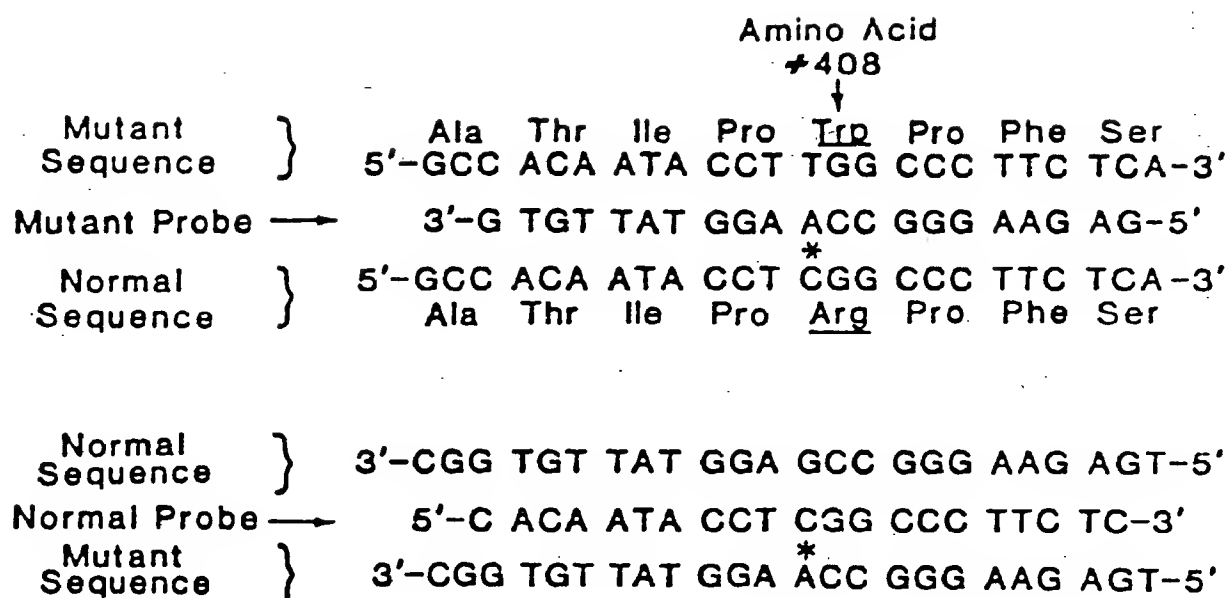 Amino Acid
#408
↓
Mutant Sequence } Ala Thr Ile Pro Trp Pro Phe Ser
5'-GCC ACA ATA CCT TGG CCC TTC TCA-3'
Mutant Probe → 3'-G TGT TAT GGA ACC GGG AAG AG-5'
*
Normal Sequence } 5'-GCC ACA ATA CCT CGG CCC TTC TCA-3'
Ala Thr Ile Pro Arg Pro Phe Ser
Normal Sequence } 3'-CGG TGT TAT GGA GCC GGG AAG AGT-5'
Normal Probe → 5'-C ACA ATA CCT CGG CCC TTC TC-3'
*
Mutant Sequence } 3'-CGG TGT TAT GGA ACC GGG AAG AGT-5'